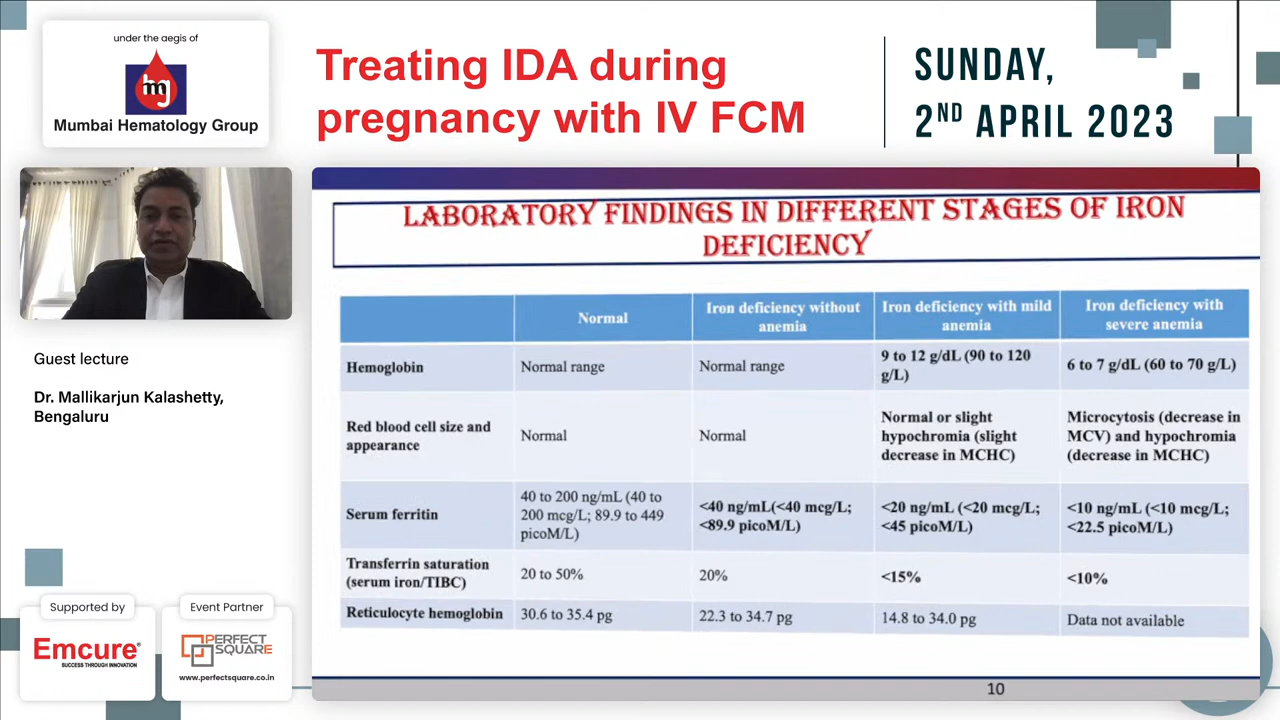 under the aegis of
mg
Mumbai Hematology Group
Treating IDA during
pregnancy with IV FCM
SUNDAY,
2ND APRIL 2023
Guest lecture
Dr. Mallikarjun Kalashetty,
Bengaluru
Supported by
Emcure®
SUCCESS THROUGH INNOVATION
Event Partner
PERFECT
SQUARE
www.perfectsquare.co.in
LABORATORY FINDINGS IN DIFFERENT STAGES OF IRON
DEFICIENCY
Normal
Iron deficiency without
anemia
Iron deficiency with mild
anemia
Iron deficiency with
severe anemia
Hemoglobin
Normal range
Normal range
9 to 12 g/dL (90 to 120
g/L)
6 to 7 g/dL (60 to 70 g/L)
Red blood cell size and
appearance
Normal
Normal
Normal or slight
hypochromia (slight
decrease in MCHC)
Microcytosis (decrease in
MCV) and hypochromia
(decrease in MCHC)
Serum ferritin
40 to 200 ng/mL (40 to
200 mcg/L; 89.9 to 449
picoM/L)
<40 ng/mL(<40 mcg/L;
<89.9 picoM/L)
<20 ng/mL (<20 mcg/L;
<45 picoM/L)
<10 ng/mL (<10 mcg/L;
<22.5 picoM/L)
Transferrin saturation
(serum iron/TIBC)
20 to 50%
20%
<15%
<10%
Reticulocyte hemoglobin
30.6 to 35.4 pg
22.3 to 34.7 pg
14.8 to 34.0 pg
Data not available
10